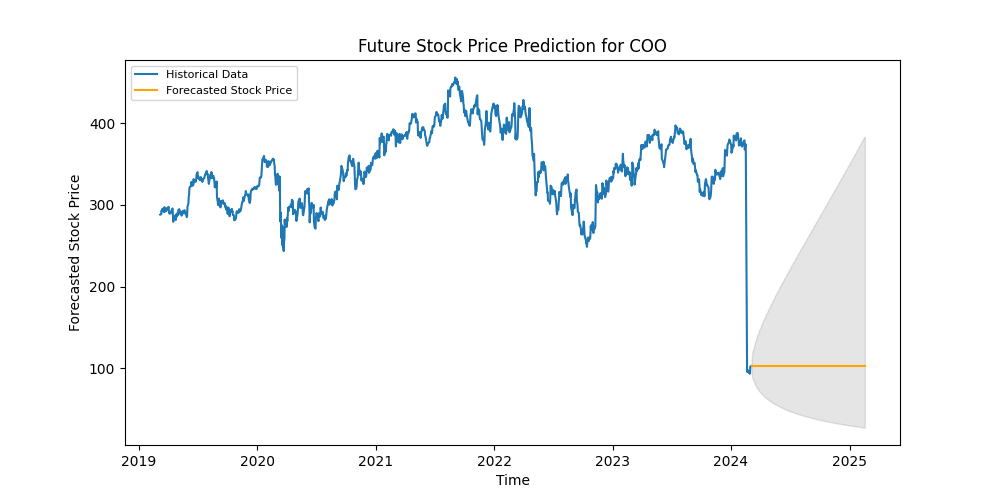 Future Stock Price Prediction for COO
Historical Data
Forecasted Stock Price
Forecasted Stock Price
400
300
200
100
2019
2020
2021
2022
2023
2024
2025
Time